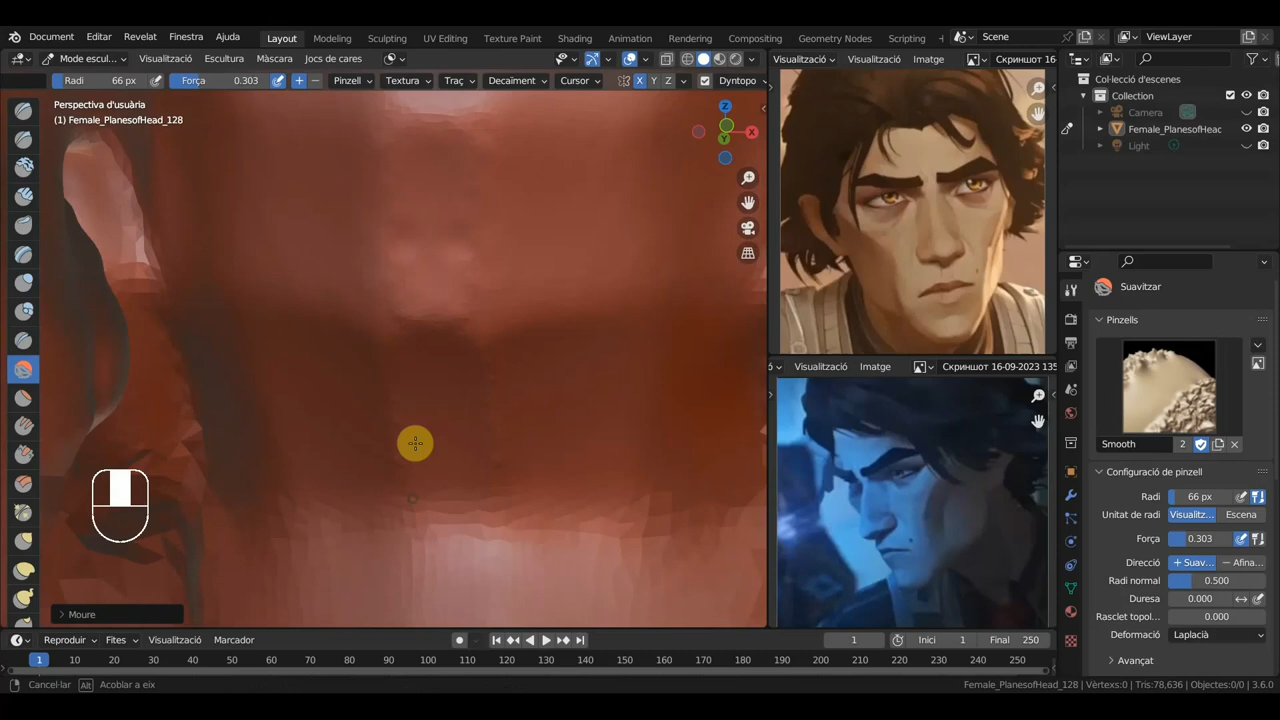 Document Editar Revelat Finestra Ajuda Layout Modeling Sculpting UV Editing Texture Paint Shading Animation Rendering Compositing Geometry Nodes Scripting + Scene ViewLayer
Mode escul... Visualització Escultura Màscara Jocs de cares Visualització Visualització Imatge Скриншот 16
Radi 66 px Força 0.303 Pinzell Textura Traç Decaïment Cursor X Y Z Dyntopo
Perspectiva d'usuària
(1) Female_PlanesofHead_128
Z
X
Y
Col·lecció d'escenes
Collection
Camera
Female_PlanesofHeac
Light
Suavitzar
Pinzells
Smooth 2
Configuració de pinzell
Radi 66 px
Unitat de radi Visualitz... Escena
Força 0.303
Direcció + Suav... − Afina...
Radi normal 0.500
Duresa 0.000
Rasclet topol... 0.000
Deformació Laplacià
Avançat
ó Visualització Imatge Скриншот 16-09-2023 135
Moure
Reproduir Fites Visualització Marcador 1 Inici 1 Final 250
1 10 20 30 40 50 60 70 80 90 100 110 120 130 140 150 160 170 180 190 200 210 220 230 240 250
Cancel·lar Alt Acoblar a eix Female_PlanesofHead_128 | Vèrtexs:0 | Tris:78,636 | Objectes:0/0 | 3.6.0